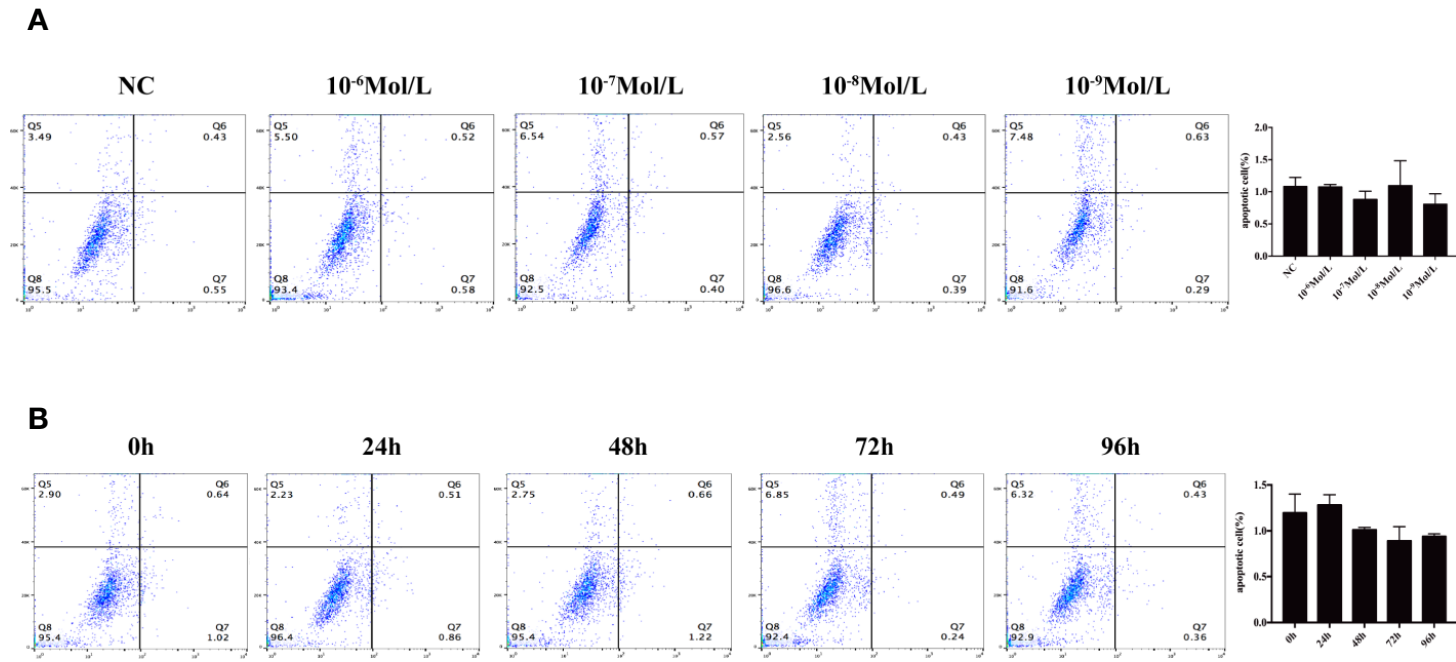 A
NC
10⁻⁶Mol/L
10⁻⁷Mol/L
10⁻⁸Mol/L
10⁻⁹Mol/L
Q5
3.49
Q6
0.43
Q8
95.5
Q7
0.55
Q5
5.50
Q6
0.52
Q8
93.4
Q7
0.58
Q5
6.54
Q6
0.57
Q8
92.5
Q7
0.40
Q5
2.56
Q6
0.43
Q8
96.6
Q7
0.39
Q5
7.48
Q6
0.63
Q8
91.6
Q7
0.29
apoptotic cell(%)
2.0
1.5
1.0
0.5
0.0
NC
10⁻⁶Mol/L
10⁻⁷Mol/L
10⁻⁸Mol/L
10⁻⁹Mol/L
B
0h
24h
48h
72h
96h
Q5
2.90
Q6
0.64
Q8
95.4
Q7
1.02
Q5
2.23
Q6
0.51
Q8
96.4
Q7
0.86
Q5
2.75
Q6
0.66
Q8
95.4
Q7
1.22
Q5
6.85
Q6
0.49
Q8
92.4
Q7
0.24
Q5
6.32
Q6
0.43
Q8
92.9
Q7
0.36
apoptotic cell(%)
1.5
1.0
0.5
0.0
0h
24h
48h
72h
96h